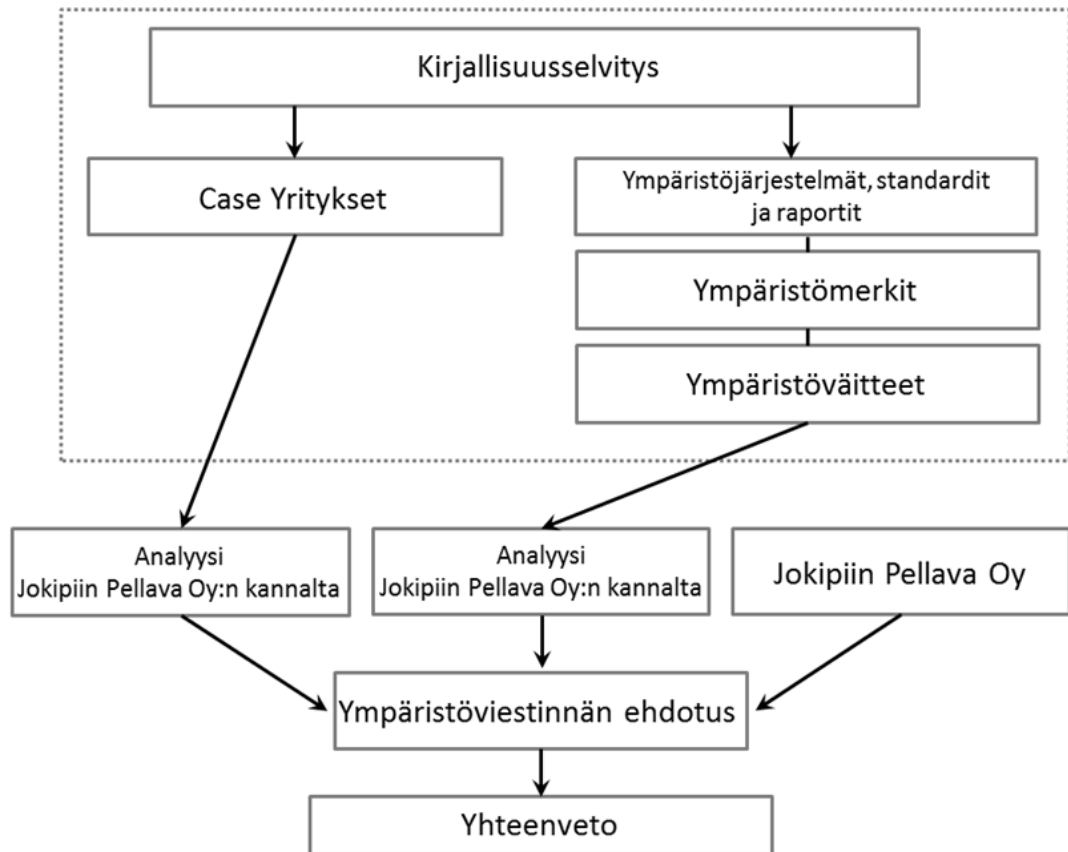 Kirjallisuusselvitys
Case Yritykset
Ympäristöjärjestelmät, standardit
ja raportit
Ympäristömerkit
Ympäristöväitteet
Analyysi
Jokipiin Pellava Oy:n kannalta
Analyysi
Jokipiin Pellava Oy:n kannalta
Jokipiin Pellava Oy
Ympäristöviestinnän ehdotus
Yhteenveto